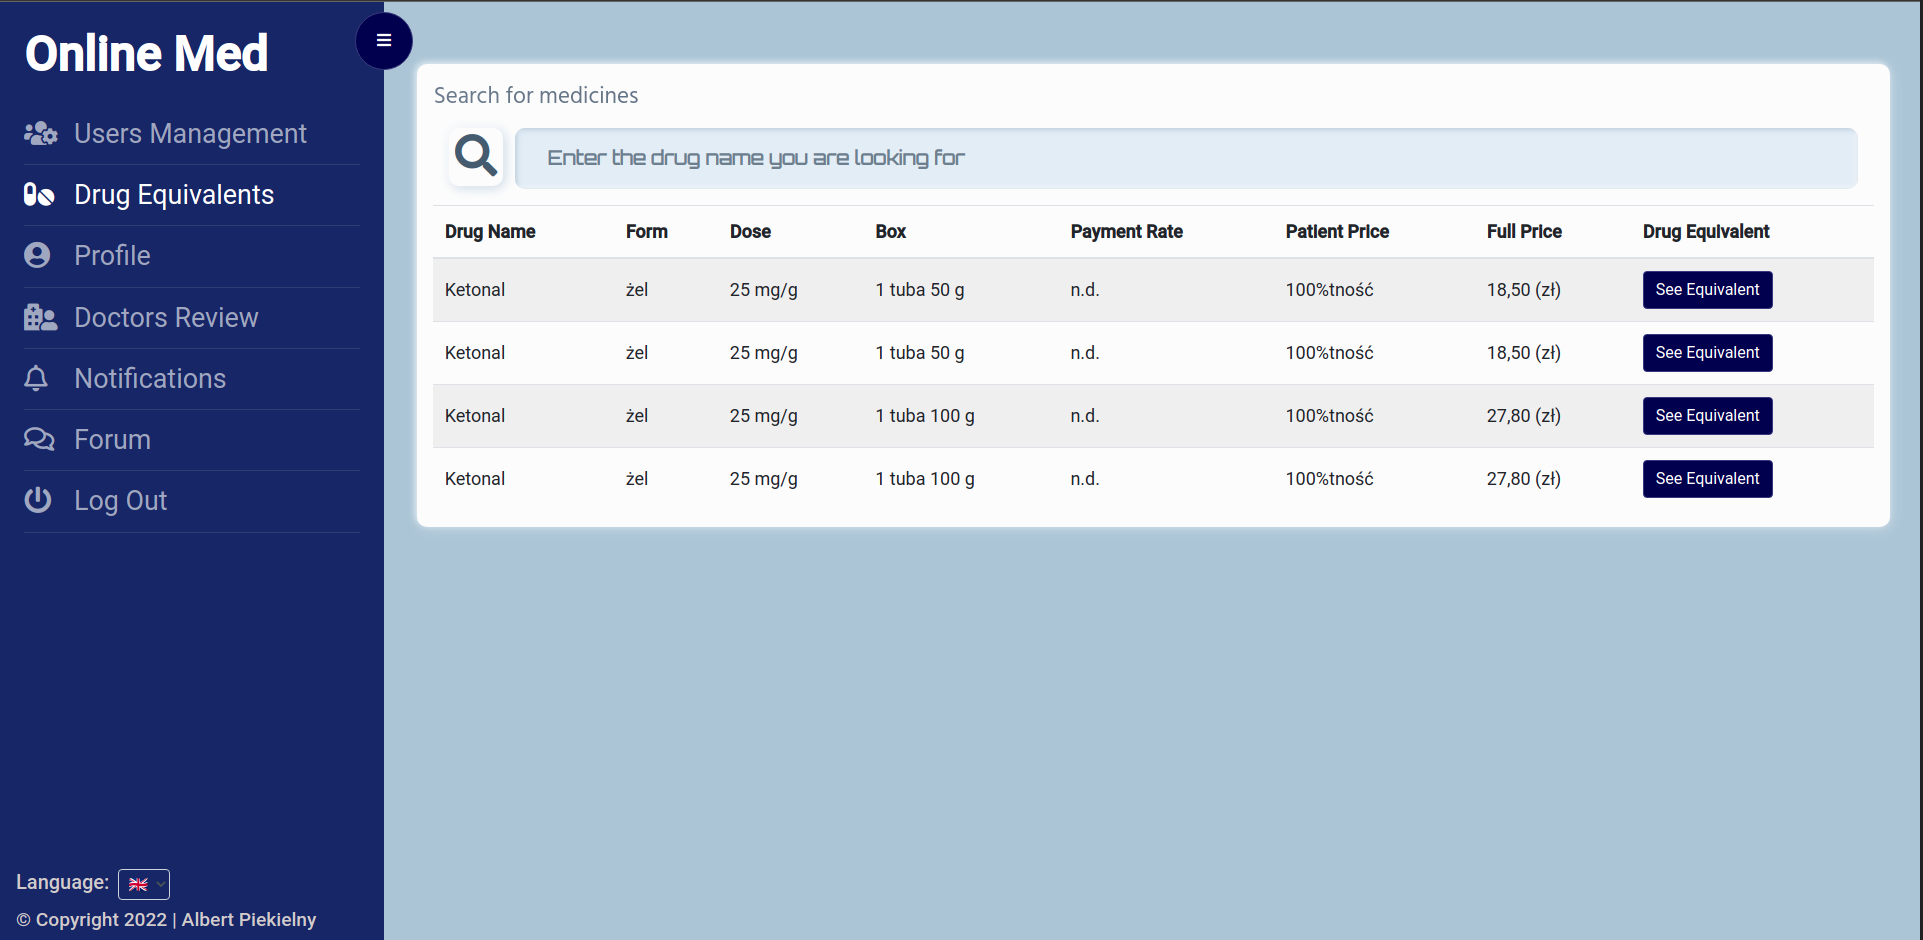 Online Med
Users Management
Drug Equivalents
Profile
Doctors Review
Notifications
Forum
Log Out
Language:
© Copyright 2022 | Albert Piekielny
Search for medicines
Enter the drug name you are looking for
Drug Name Form Dose Box Payment Rate Patient Price Full Price Drug Equivalent
Ketonal żel 25 mg/g 1 tuba 50 g n.d. 100%tność 18,50 (zł) See Equivalent
Ketonal żel 25 mg/g 1 tuba 50 g n.d. 100%tność 18,50 (zł) See Equivalent
Ketonal żel 25 mg/g 1 tuba 100 g n.d. 100%tność 27,80 (zł) See Equivalent
Ketonal żel 25 mg/g 1 tuba 100 g n.d. 100%tność 27,80 (zł) See Equivalent